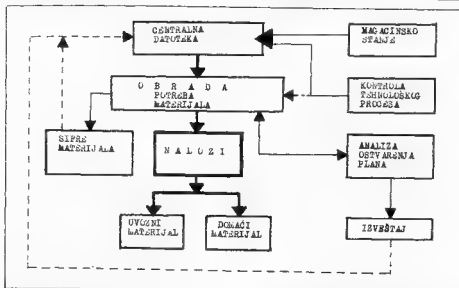 CENTRALNA
DATOTEKA
MAGACINSKO
STANJE
O B R A D A
POTREBA
MATERIJALA
KONTROLA
TEHNOLOŠKOG
PROCESA
ŠIFRE
MATERIJALA
N A L O Z I
ANALIZA
OSTVARENJA
PLANA
UVOZNI
MATERIJAL
DOMAĆI
MATERIJAL
IZVEŠTAJ